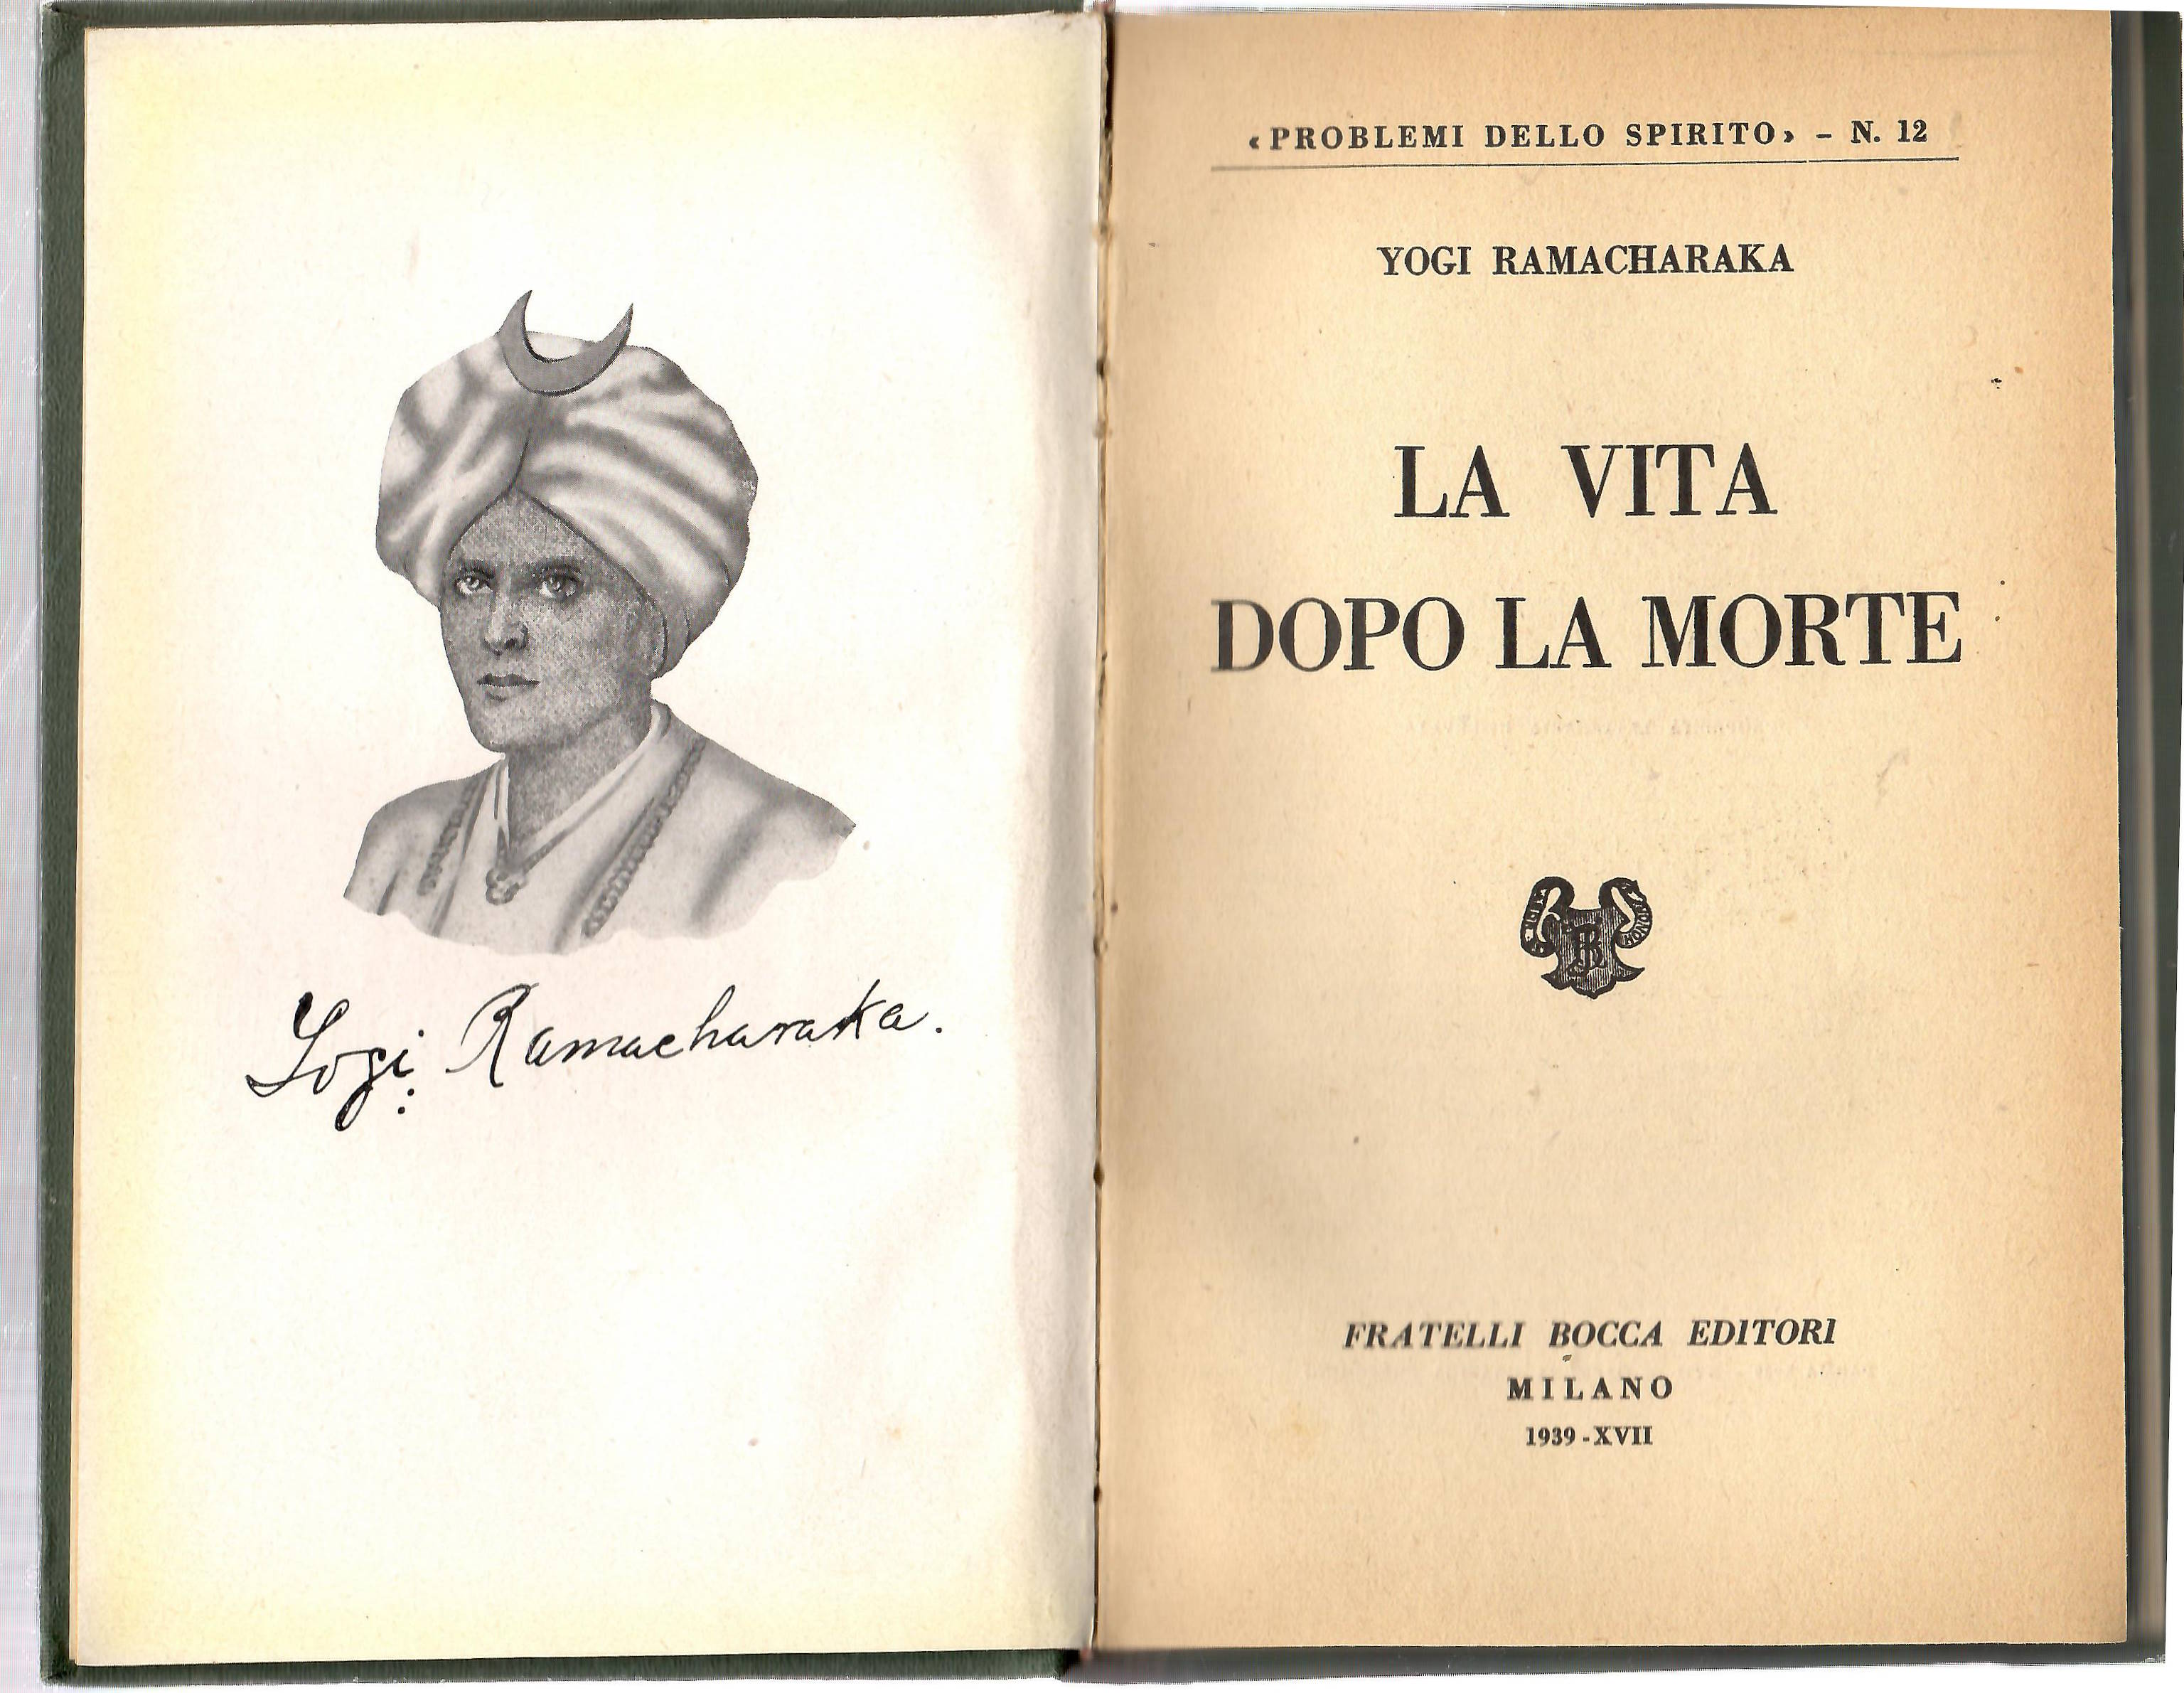 Yogi Ramacharaka.
‹PROBLEMI DELLO SPIRITO› – N. 12
YOGI RAMACHARAKA
LA VITA
DOPO LA MORTE
FRATELLI BOCCA EDITORI
MILANO
1939-XVII